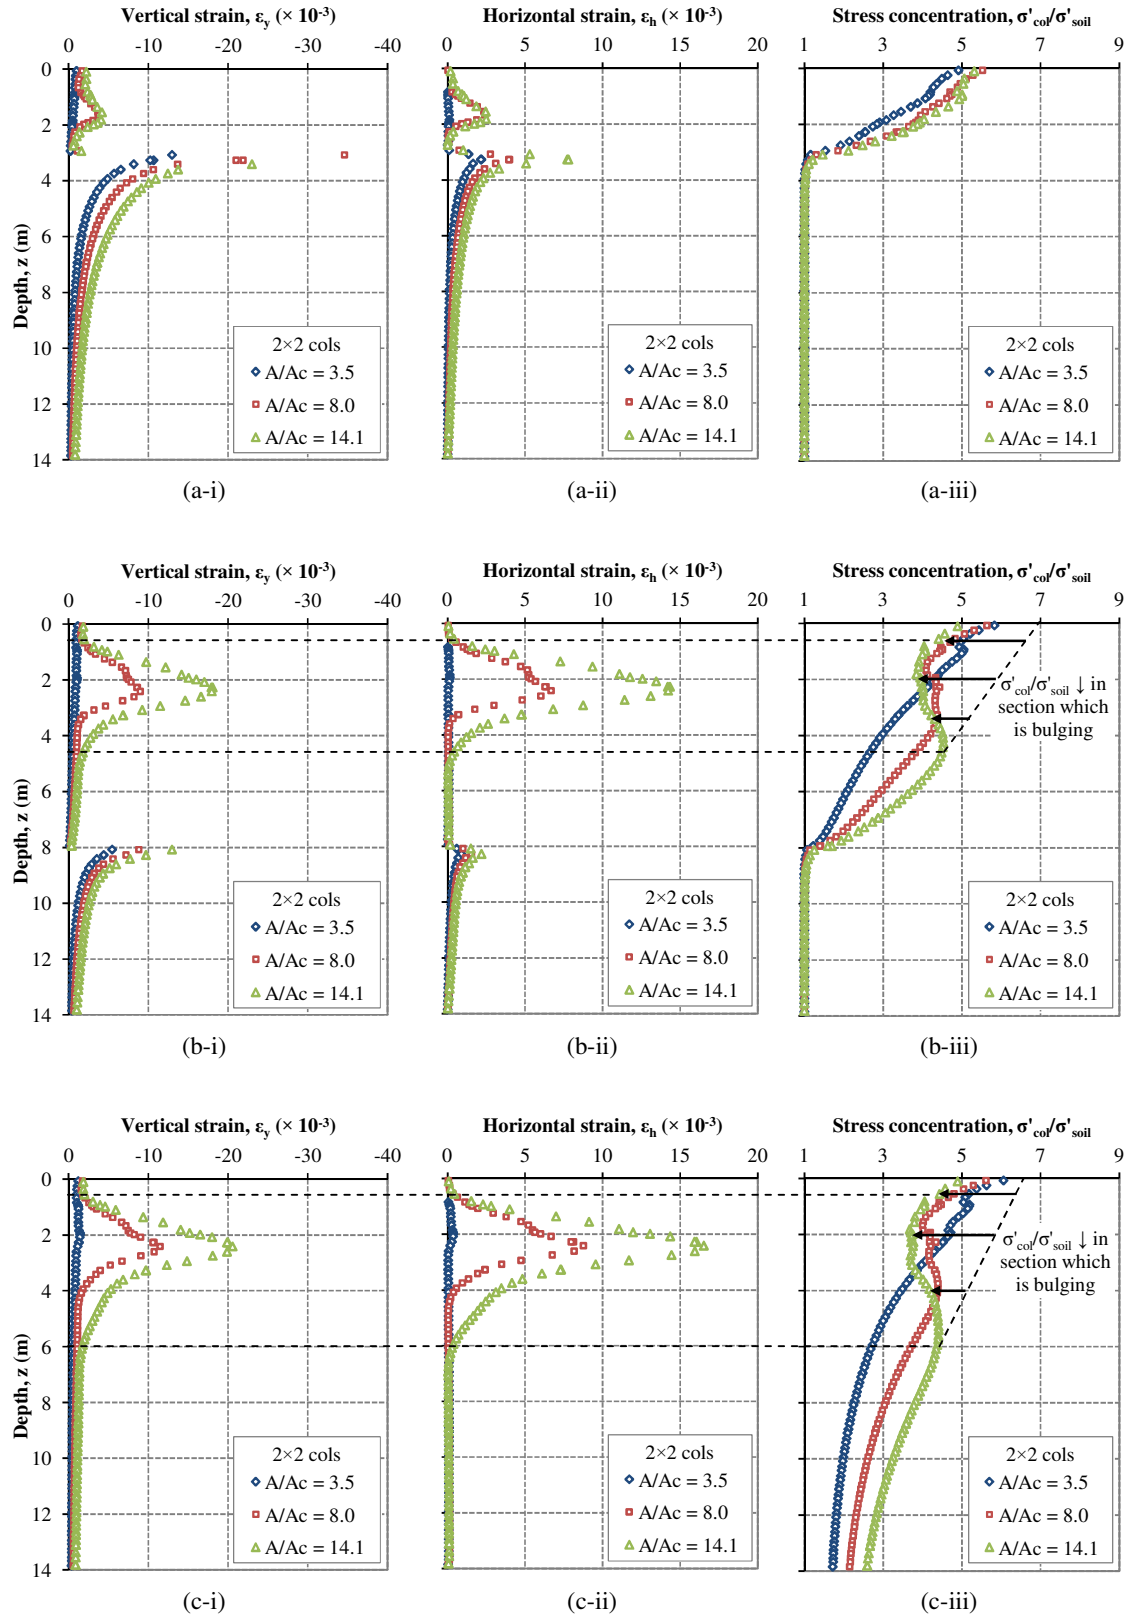 Vertical strain, εy (× 10-3)
0 -10 -20 -30 -40
Horizontal strain, εh (× 10-3)
0 5 10 15 20
Stress concentration, σ'col/σ'soil
1 3 5 7 9
Depth, z (m)
0
2
4
6
8
10
12
14
2×2 cols
A/Ac = 3.5
A/Ac = 8.0
A/Ac = 14.1
2×2 cols
A/Ac = 3.5
A/Ac = 8.0
A/Ac = 14.1
2×2 cols
A/Ac = 3.5
A/Ac = 8.0
A/Ac = 14.1
(a-i)
(a-ii)
(a-iii)
Vertical strain, εy (× 10-3)
0 -10 -20 -30 -40
Horizontal strain, εh (× 10-3)
0 5 10 15 20
Stress concentration, σ'col/σ'soil
1 3 5 7 9
Depth, z (m)
0
2
4
6
8
10
12
14
σ'col/σ'soil ↓ in
section which
is bulging
2×2 cols
A/Ac = 3.5
A/Ac = 8.0
A/Ac = 14.1
2×2 cols
A/Ac = 3.5
A/Ac = 8.0
A/Ac = 14.1
2×2 cols
A/Ac = 3.5
A/Ac = 8.0
A/Ac = 14.1
(b-i)
(b-ii)
(b-iii)
Vertical strain, εy (× 10-3)
0 -10 -20 -30 -40
Horizontal strain, εh (× 10-3)
0 5 10 15 20
Stress concentration, σ'col/σ'soil
1 3 5 7 9
Depth, z (m)
0
2
4
6
8
10
12
14
σ'col/σ'soil ↓ in
section which
is bulging
2×2 cols
A/Ac = 3.5
A/Ac = 8.0
A/Ac = 14.1
2×2 cols
A/Ac = 3.5
A/Ac = 8.0
A/Ac = 14.1
2×2 cols
A/Ac = 3.5
A/Ac = 8.0
A/Ac = 14.1
(c-i)
(c-ii)
(c-iii)